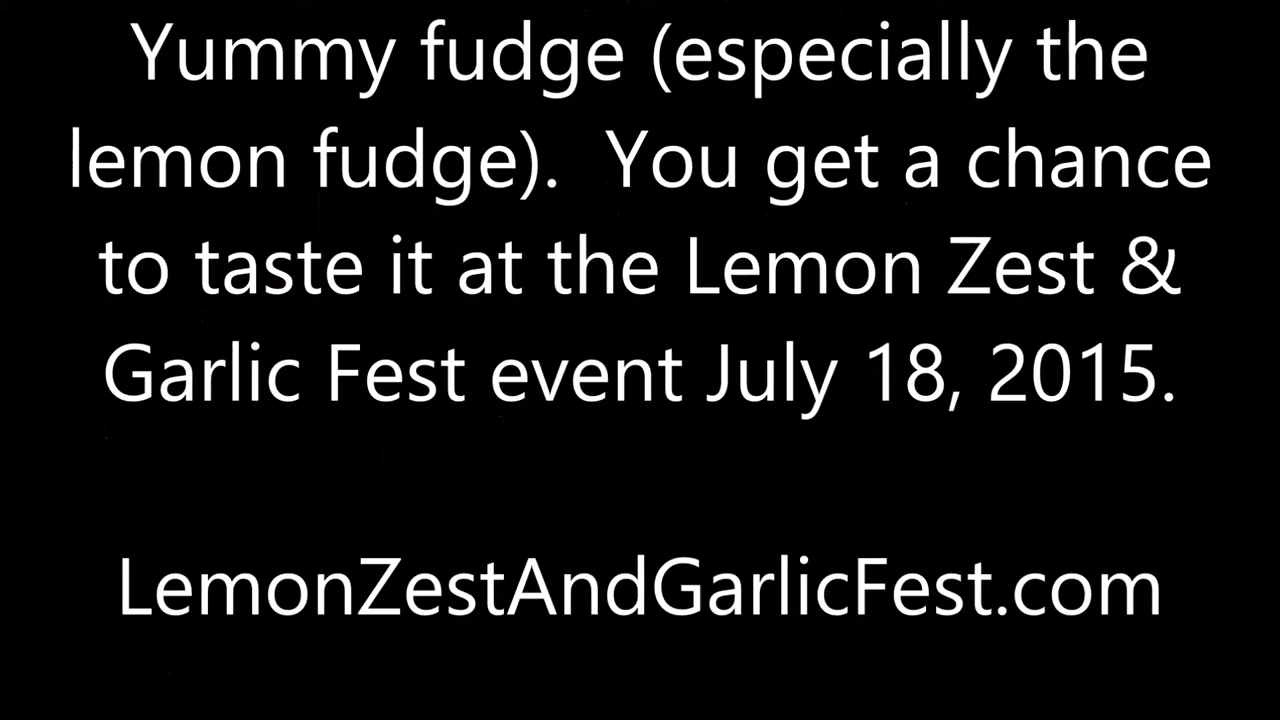 Yummy fudge (especially the
lemon fudge).  You get a chance
to taste it at the Lemon Zest &
Garlic Fest event July 18, 2015.
LemonZestAndGarlicFest.com